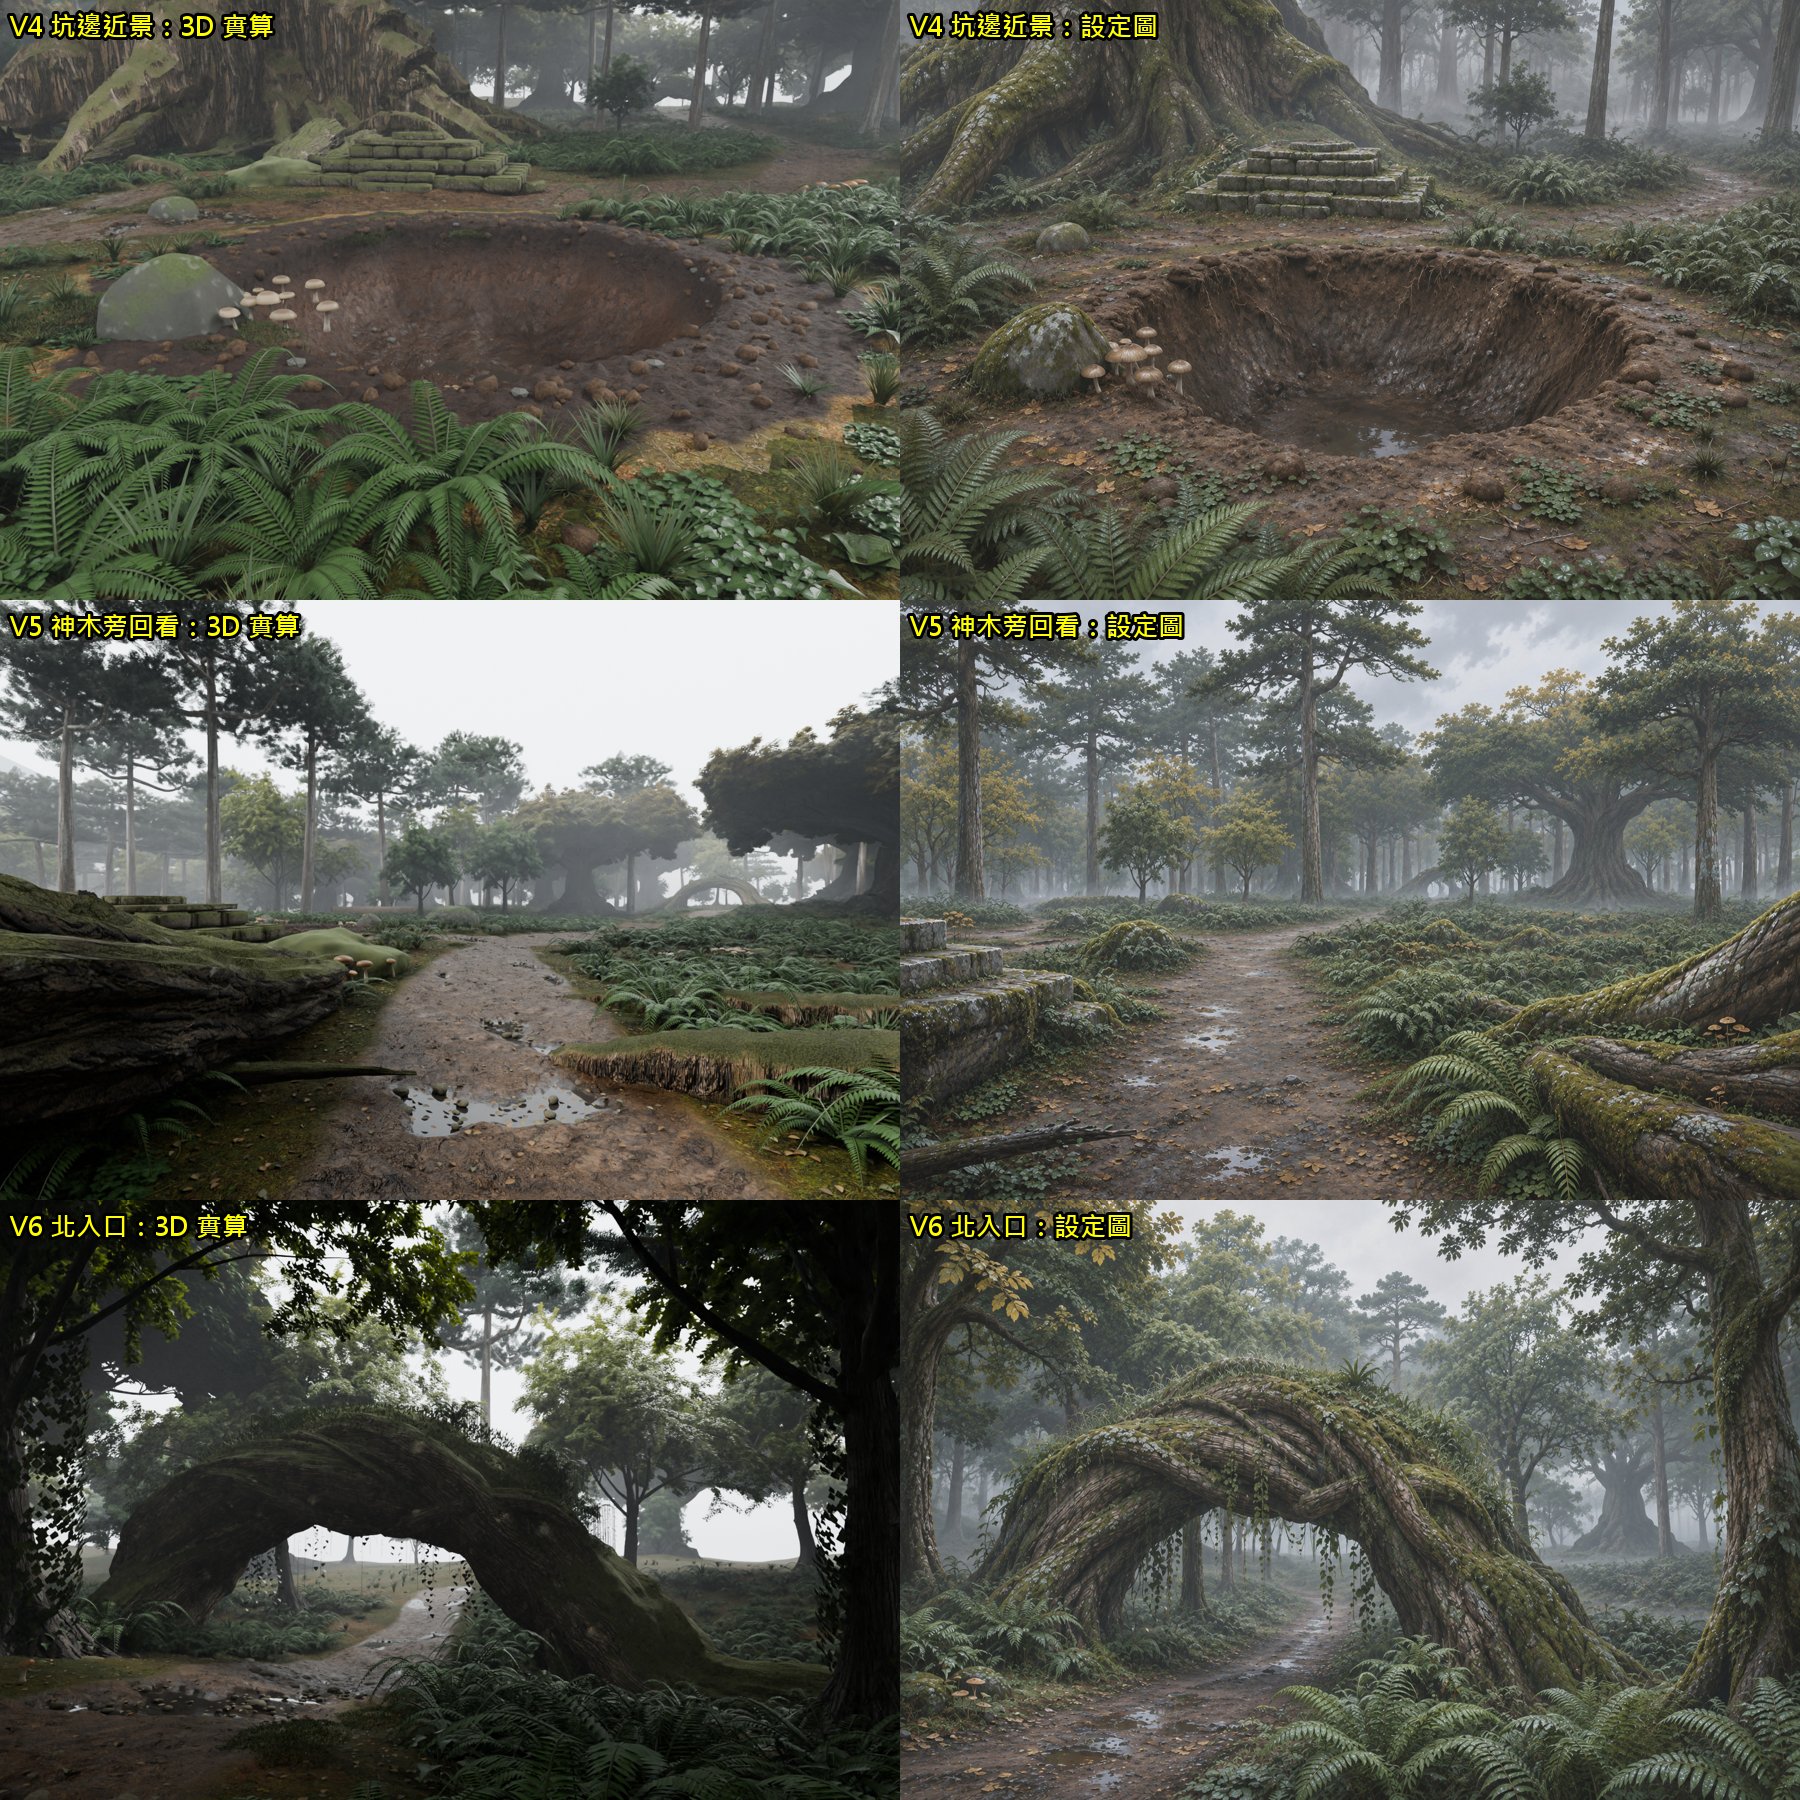 V4 坑邊近景：3D 實算
V4 坑邊近景：設定圖
V5 神木旁回看：3D 實算
V5 神木旁回看：設定圖
V6 北入口：3D 實算
V6 北入口：設定圖